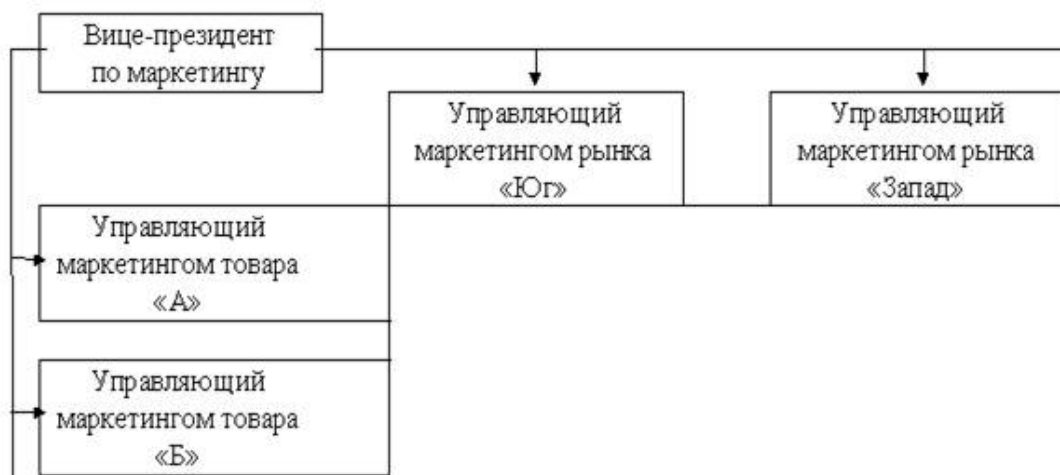 Вице-президент
по маркетингу
Управляющий
маркетингом рынка
«Юг»
Управляющий
маркетингом рынка
«Запад»
Управляющий
маркетингом товара
«А»
Управляющий
маркетингом товара
«Б»